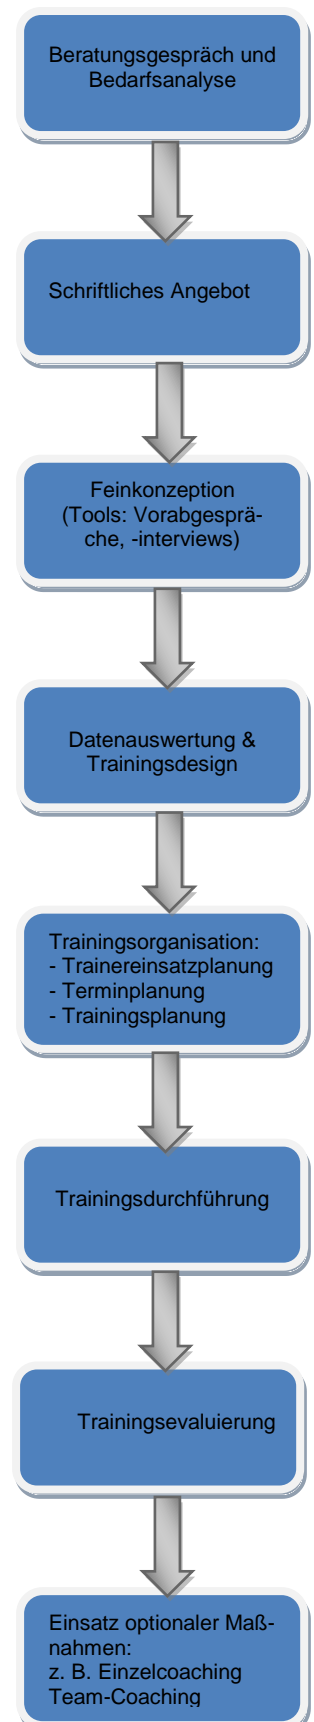 Beratungsgespräch und
Bedarfsanalyse
Schriftliches Angebot
Feinkonzeption
(Tools: Vorabgesprä-
che, -interviews)
Datenauswertung &
Trainingsdesign
Trainingsorganisation:
- Trainereinsatzplanung
- Terminplanung
- Trainingsplanung
Trainingsdurchführung
Trainingsevaluierung
Einsatz optionaler Maß-
nahmen:
z. B. Einzelcoaching
Team-Coaching